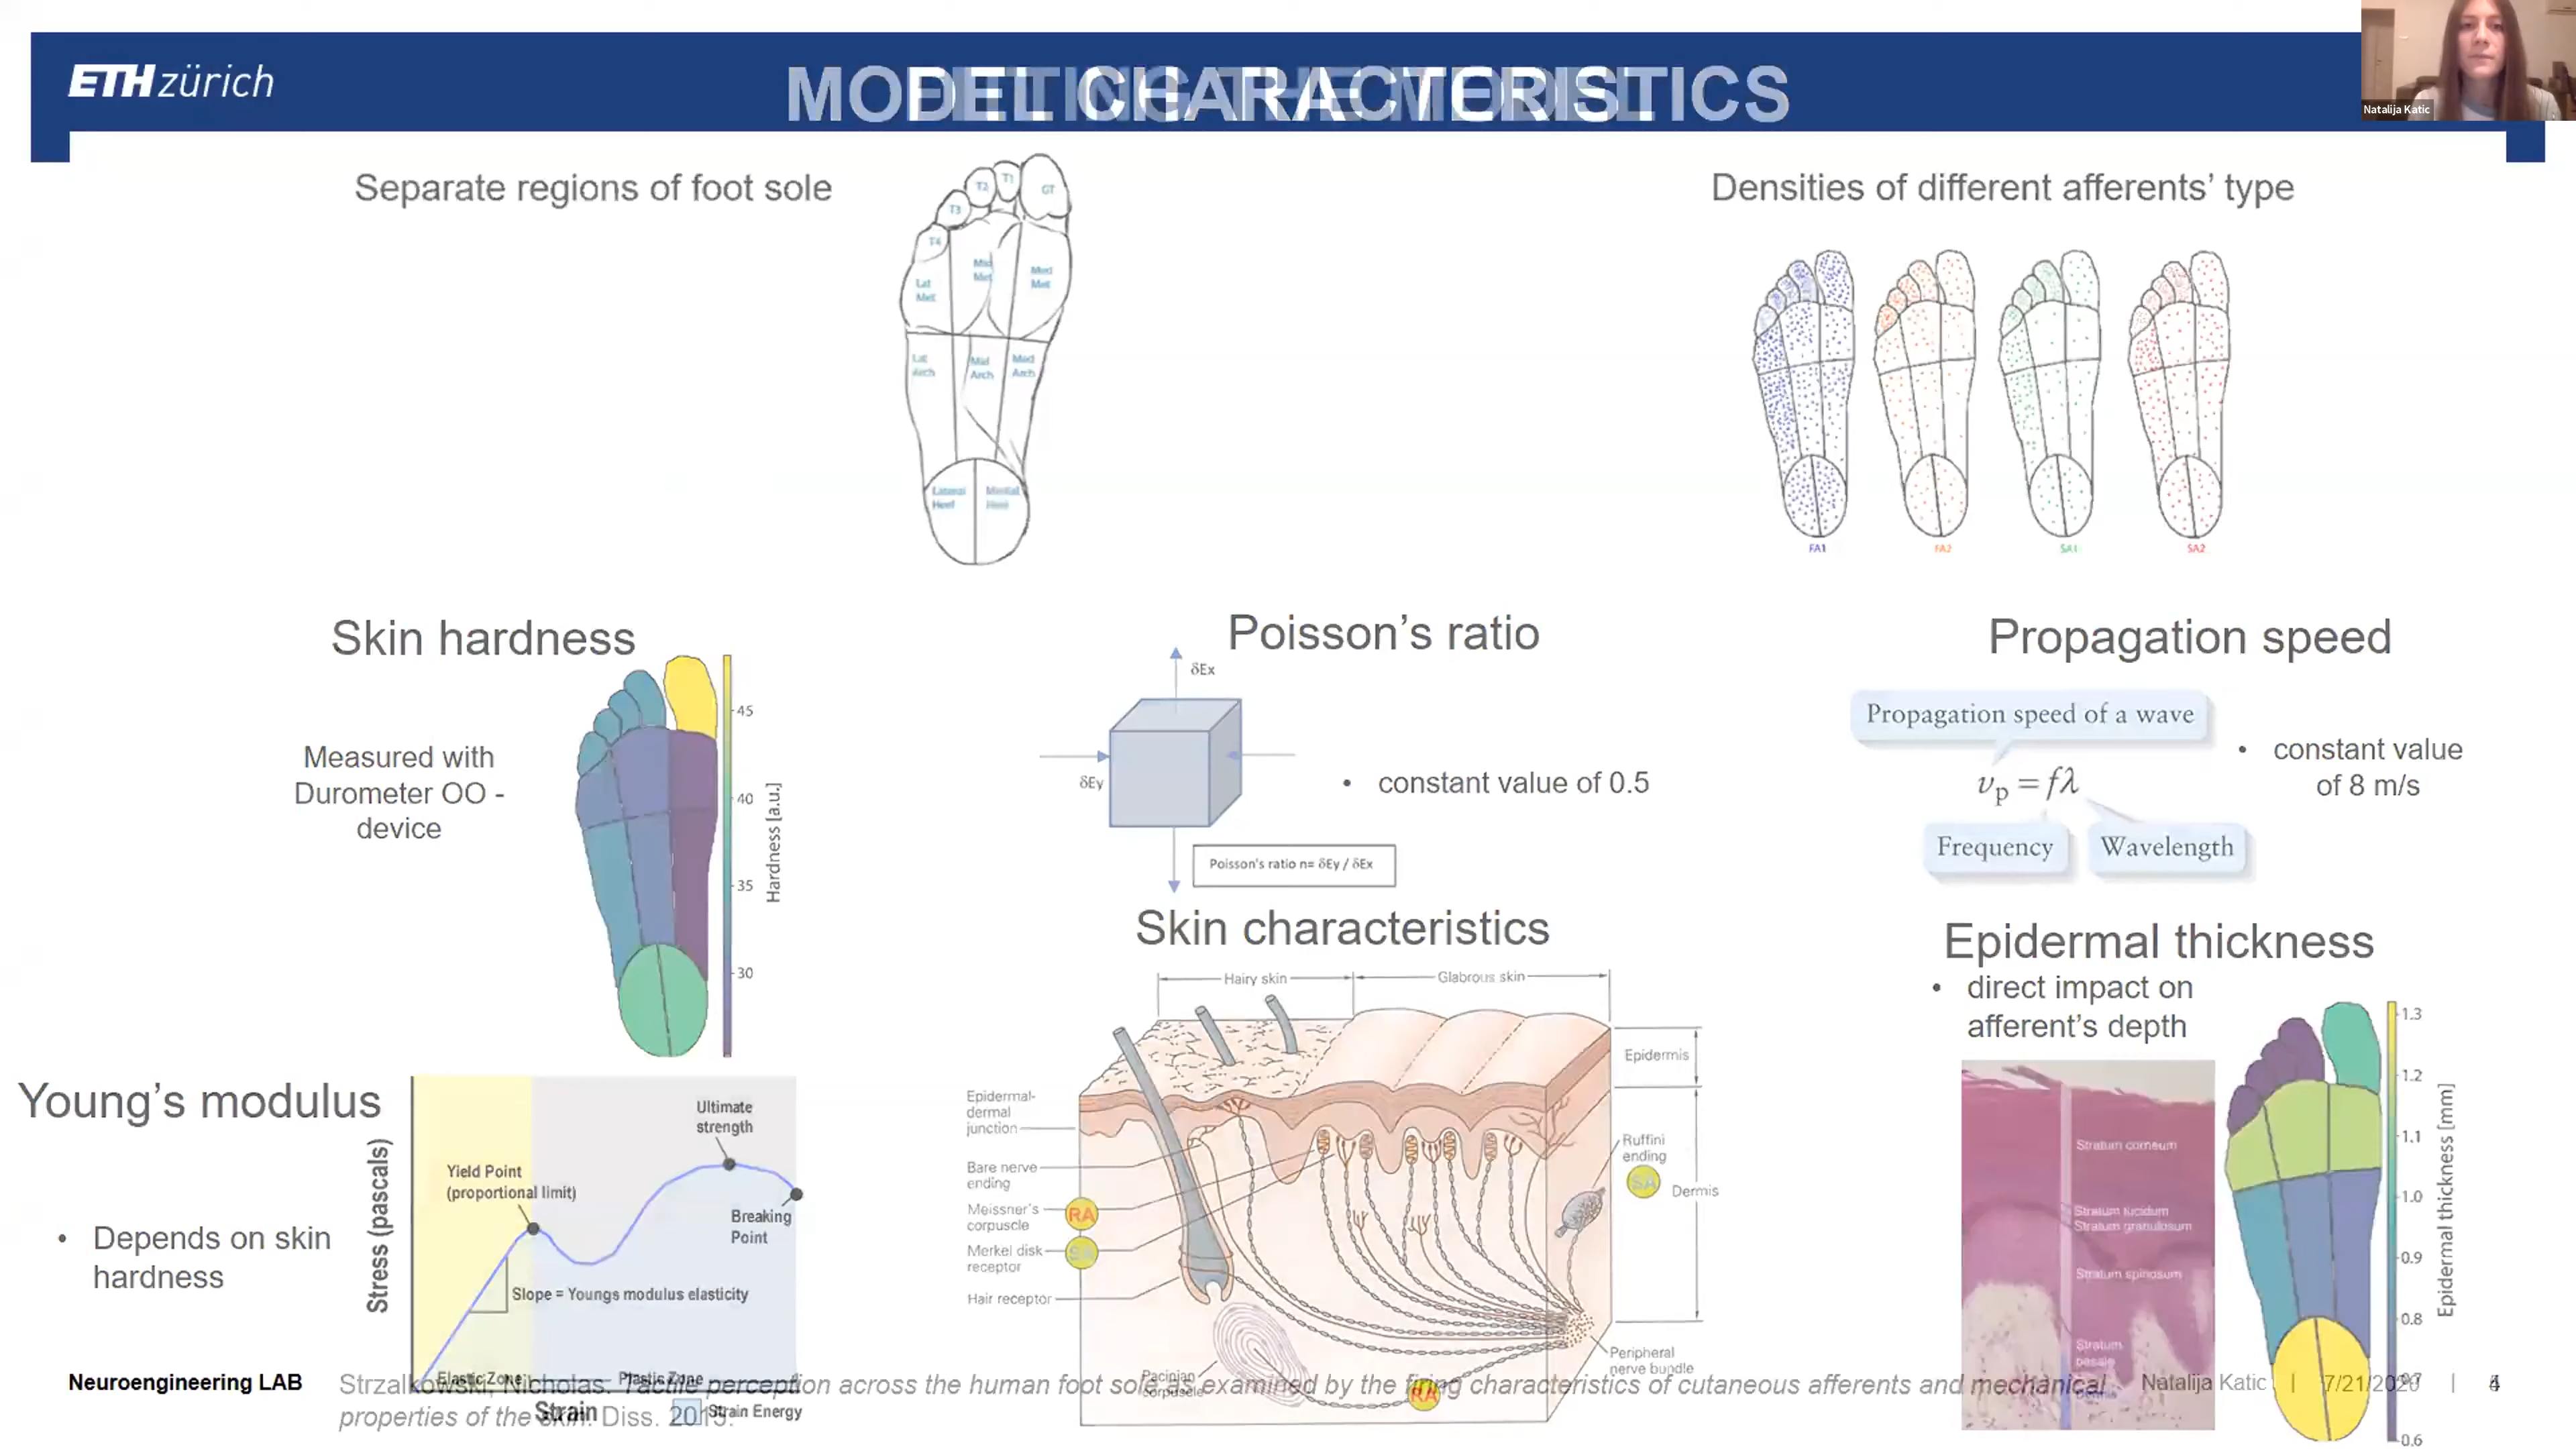 ETH zürich
MODEL CHARACTERISTICS
Natalija Katic
Separate regions of foot sole
T3
T2
T1
GT
T4
Lat
Met
Mid
Met
Med
Met
Lat
Arch
Mid
Arch
Med
Arch
Lateral
Heel
Medial
Heel
Densities of different afferents’ type
FA1
FA2
SA1
SA2
Skin hardness
Measured with
Durometer OO -
device
45
40
35
30
Hardness [a.u.]
Poisson’s ratio
δEx
δEy
• constant value of 0.5
Poisson's ratio n= δEy / δEx
Propagation speed
Propagation speed of a wave
υp = fλ
Frequency
Wavelength
• constant value
of 8 m/s
Young’s modulus
• Depends on skin
hardness
Stress (pascals)
Yield Point
(proportional limit)
Ultimate
strength
Breaking
Point
Slope = Youngs modulus elasticity
Elastic Zone
Plastic Zone
Strain
Strain Energy
Skin characteristics
Hairy skin
Glabrous skin
Epidermis
Epidermal-
dermal
junction
Bare nerve
ending
Meissner's
corpuscle
RA
Merkel disk
receptor
SA
Hair receptor
Ruffini
ending
SA
Dermis
Pacinian
corpuscle
RA
Peripheral
nerve bundle
Epidermal thickness
• direct impact on
afferent’s depth
Stratum corneum
Stratum lucidum
Stratum granulosum
Stratum spinosum
Stratum
basale
1.3
1.2
1.1
1.0
0.9
0.8
0.7
0.6
Epidermal thickness [mm]
Neuroengineering LAB
Strzalkowski, Nicholas. Tactile perception across the human foot sole as examined by the firing characteristics of cutaneous afferents and mechanical
properties of the skin. Diss. 2015.
Natalija Katic | 7/21/2020 |